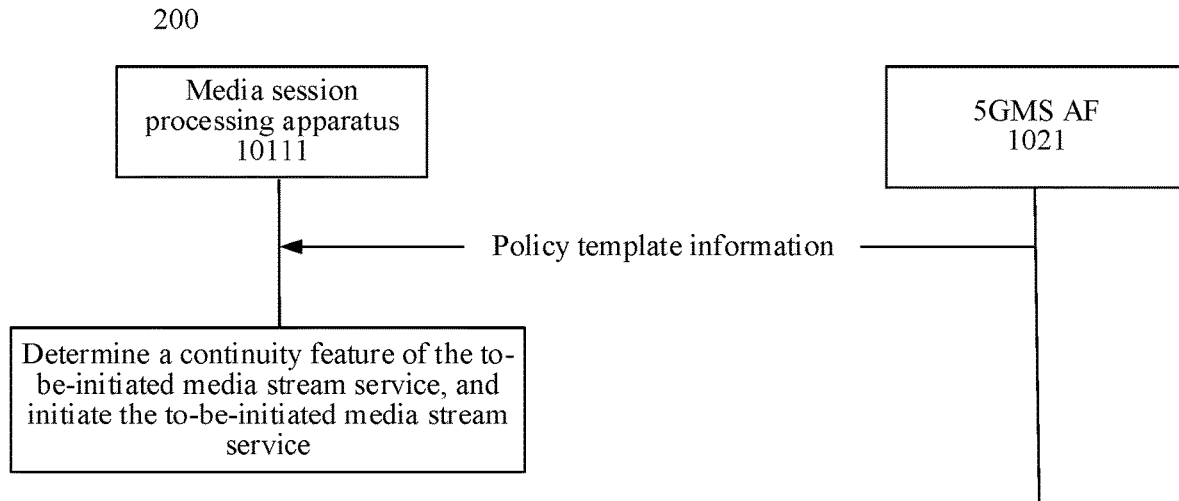 200
Media session
processing apparatus
10111
5GMS AF
1021
Policy template information
Determine a continuity feature of the to-
be-initiated media stream service, and
initiate the to-be-initiated media stream
service